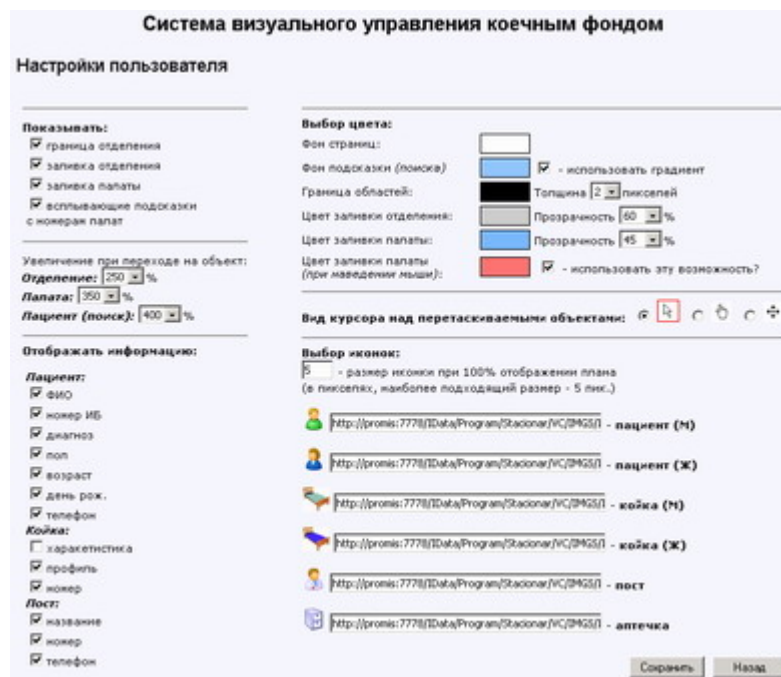 Система визуального управления коечным фондом
Настройки пользователя
Показывать:
граница отделения
заливка отделения
заливка палаты
всплывающие подсказки
с номерам палат
Увеличение при переходе на объект:
Отделение: 250 %
Палата: 350 %
Пациент (поиск): 400 %
Отображать информацию:
Пациент:
ФИО
номер ИБ
диагноз
пол
возраст
день рож.
телефон
Койка:
характистика
профиль
номер
Пост:
название
номер
телефон
Выбор цвета:
Фон страниц:
Фон подсказки (поиска)
- использовать градиент
Граница областей:
Толщина 2 пикселей
Цвет заливки отделения:
Прозрачность 60 %
Цвет заливки палаты:
Прозрачность 45 %
Цвет заливки палаты
(при наведении мыши):
- использовать эту возможность?
Вид курсора над перетаскиваемыми объектами:
Выбор иконок:
5 - размер иконки при 100% отображении плана
(в пикселях, наиболее подходящий размер - 5 пик.)
http://promis:7778/IData/Program/Stacionar/VC/IMGS/ - пациент (М)
http://promis:7778/IData/Program/Stacionar/VC/IMGS/ - пациент (Ж)
http://promis:7778/IData/Program/Stacionar/VC/IMGS/ - койка (М)
http://promis:7778/IData/Program/Stacionar/VC/IMGS/ - койка (Ж)
http://promis:7778/IData/Program/Stacionar/VC/IMGS/ - пост
http://promis:7778/IData/Program/Stacionar/VC/IMGS/ - аптечка
Сохранить Назад